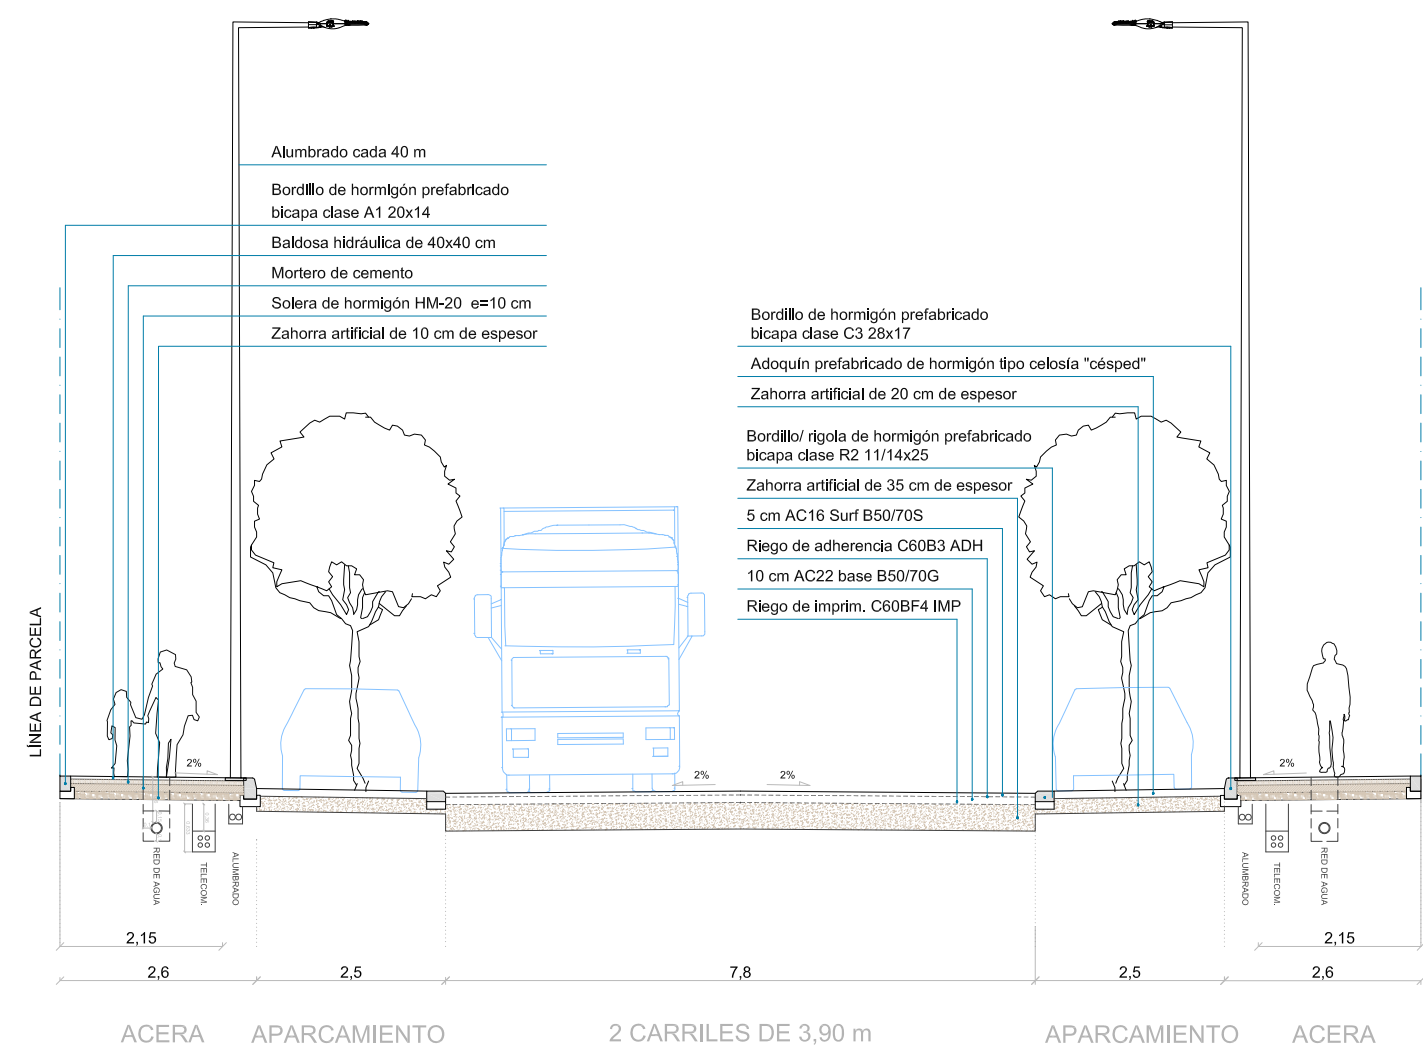 Alumbrado cada 40 m
Bordillo de hormigón prefabricado
bicapa clase A1 20x14
Baldosa hidráulica de 40x40 cm
Mortero de cemento
Solera de hormigón HM-20 e=10 cm
Zahorra artificial de 10 cm de espesor
Bordillo de hormigón prefabricado
bicapa clase C3 28x17
Adoquín prefabricado de hormigón tipo celosía "césped"
Zahorra artificial de 20 cm de espesor
Bordillo/ rigola de hormigón prefabricado
bicapa clase R2 11/14x25
Zahorra artificial de 35 cm de espesor
5 cm AC16 Surf B50/70S
Riego de adherencia C60B3 ADH
10 cm AC22 base B50/70G
Riego de imprim. C60BF4 IMP
LÍNEA DE PARCELA
2%
2%
2%
2%
RED DE AGUA
TELECOM.
ALUMBRADO
ALUMBRADO
TELECOM.
RED DE AGUA
2,15
2,15
2,6
2,5
7,8
2,5
2,6
ACERA
APARCAMIENTO
2 CARRILES DE 3,90 m
APARCAMIENTO
ACERA